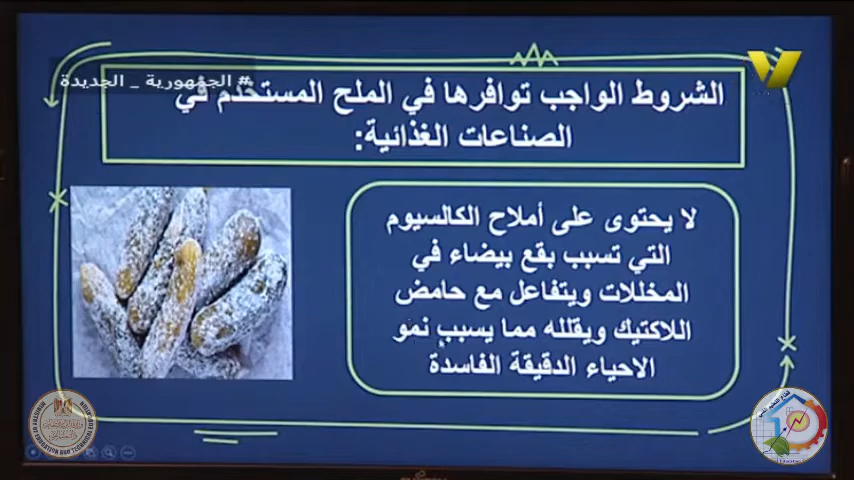 # الجمهورية _ الجديدة
الشروط الواجب توافرها في الملح المستخدم في
الصناعات الغذائية:
لا يحتوى على أملاح الكالسيوم
التي تسبب بقع بيضاء في
المخللات ويتفاعل مع حامض
اللاكتيك ويقلله مما يسبب نمو
الاحياء الدقيقة الفاسدة